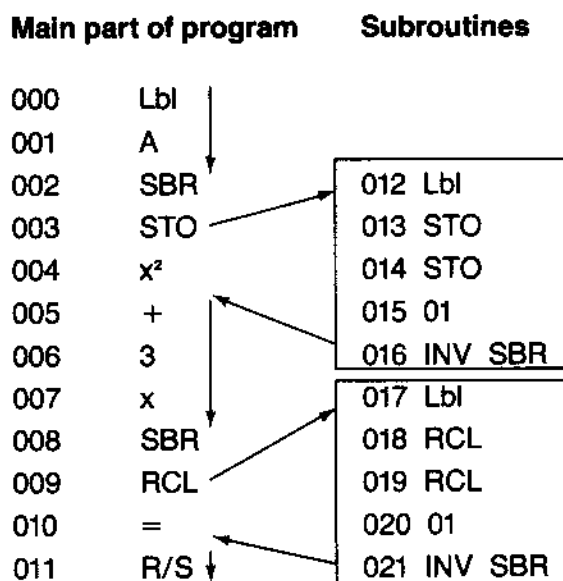 Main part of program
000 Lbl
001 A
002 SBR
003 STO
004 x²
005 +
006 3
007 x
008 SBR
009 RCL
010 =
011 R/S
Subroutines
012 Lbl
013 STO
014 STO
015 01
016 INV SBR
017 Lbl
018 RCL
019 RCL
020 01
021 INV SBR